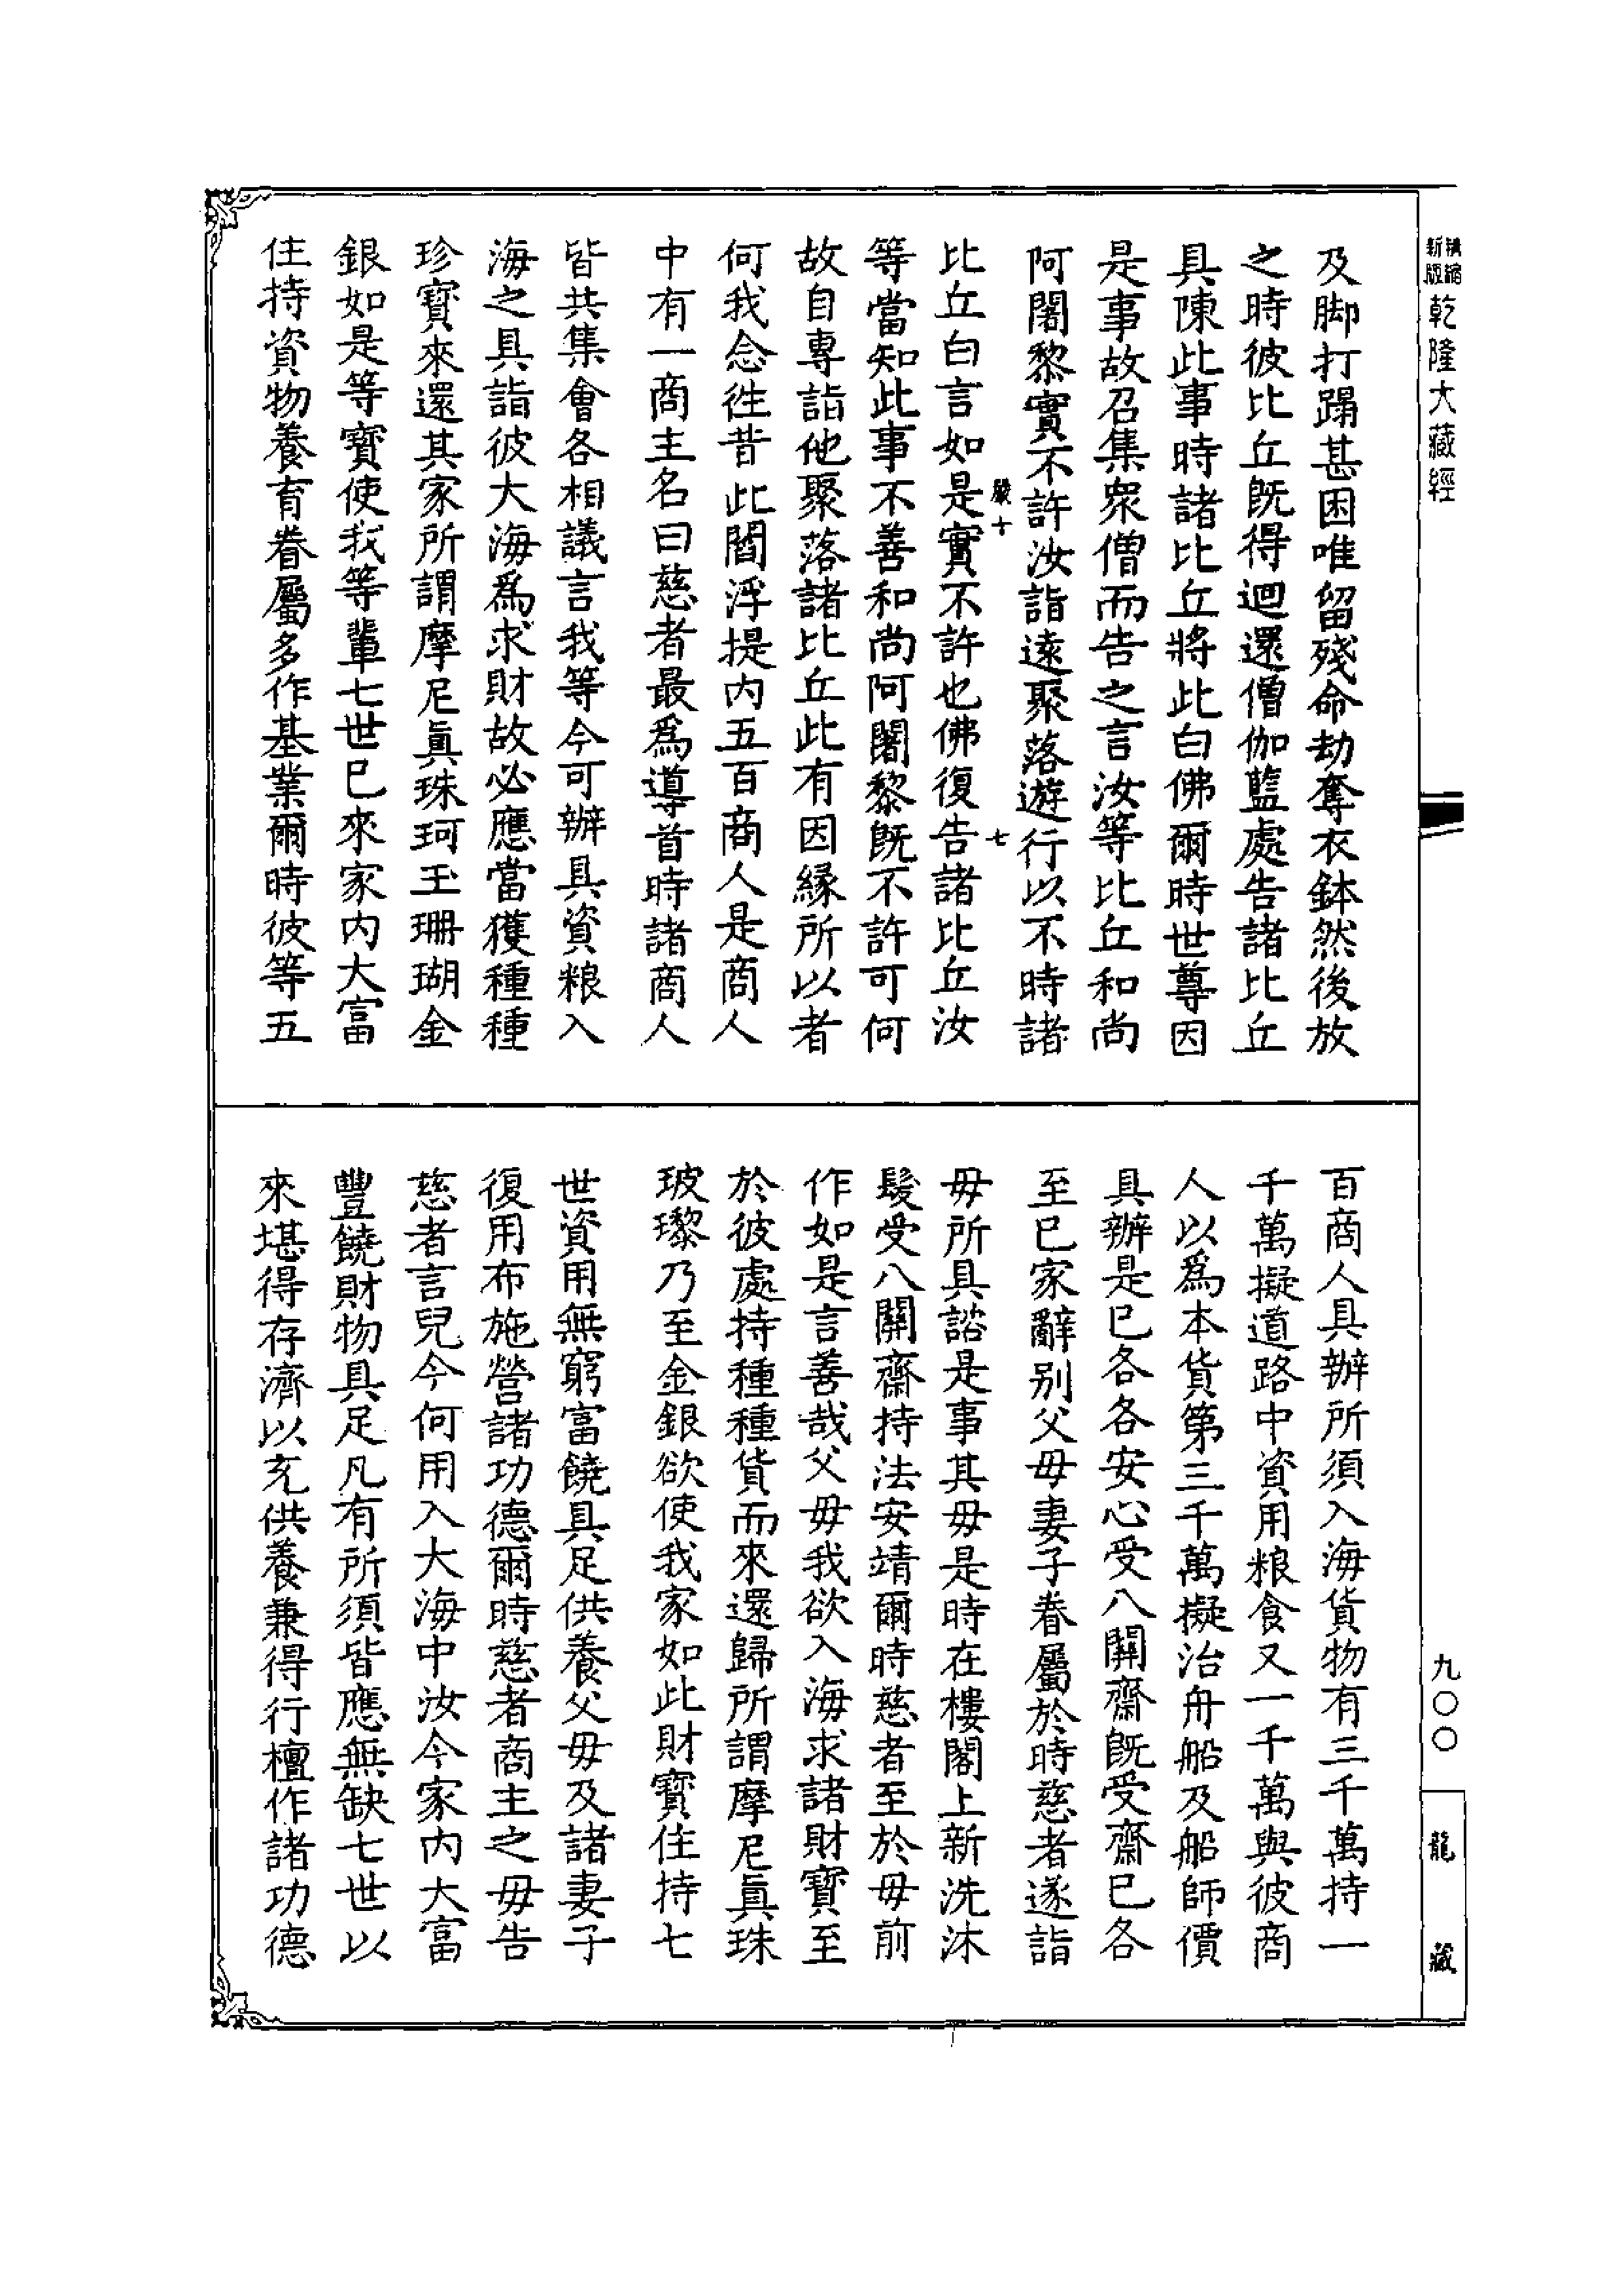 精縮新版乾隆大藏經
及脚打蹋甚困唯留殘命劫奪衣鉢然後放
之時彼比丘旣得迴還僧伽藍處告諸比丘
具陳此事時諸比丘將此白佛爾時世尊因
是事故召集衆僧而告之言汝等比丘和尚
阿闍黎實不許汝詣遠聚落遊行以不時諸
嚴十 七
比丘白言如是實不許也佛復告諸比丘汝
等當知此事不善和尚阿闍黎旣不許可何
故自專詣他聚落諸比丘此有因緣所以者
何我念往昔此閻浮提內五百商人是商人
中有一商主名曰慈者最爲導首時諸商人
皆共集會各相議言我等今可辦具資粮入
海之具詣彼大海爲求財故必應當獲種種
珍寶來還其家所謂摩尼眞珠珂玉珊瑚金
銀如是等寶使我等輩七世已來家內大富
住持資物養育眷屬多作基業爾時彼等五
百商人具辦所須入海貨物有三千萬持一
千萬擬道路中資用粮食又一千萬與彼商
人以爲本貨第三千萬擬治舟船及船師價
具辦是已各各安心受八關齋旣受齋已各
至已家辭别父毋妻子眷屬於時慈者遂詣
毋所具諮是事其毋是時在樓閣上新洗沐
髮受八關齋持法安靖爾時慈者至於毋前
作如是言善哉父毋我欲入海求諸財寶至
於彼處持種種貨而來還歸所謂摩尼眞珠
玻瓈乃至金銀欲使我家如此財寶住持七
世資用無窮富饒具足供養父毋及諸妻子
復用布施營諸功德爾時慈者商主之毋告
慈者言兒今何用入大海中汝今家內大富
豐饒財物具足凡有所須皆應無缺七世以
來堪得存濟以充供養兼得行檀作諸功德
九〇〇
龍藏